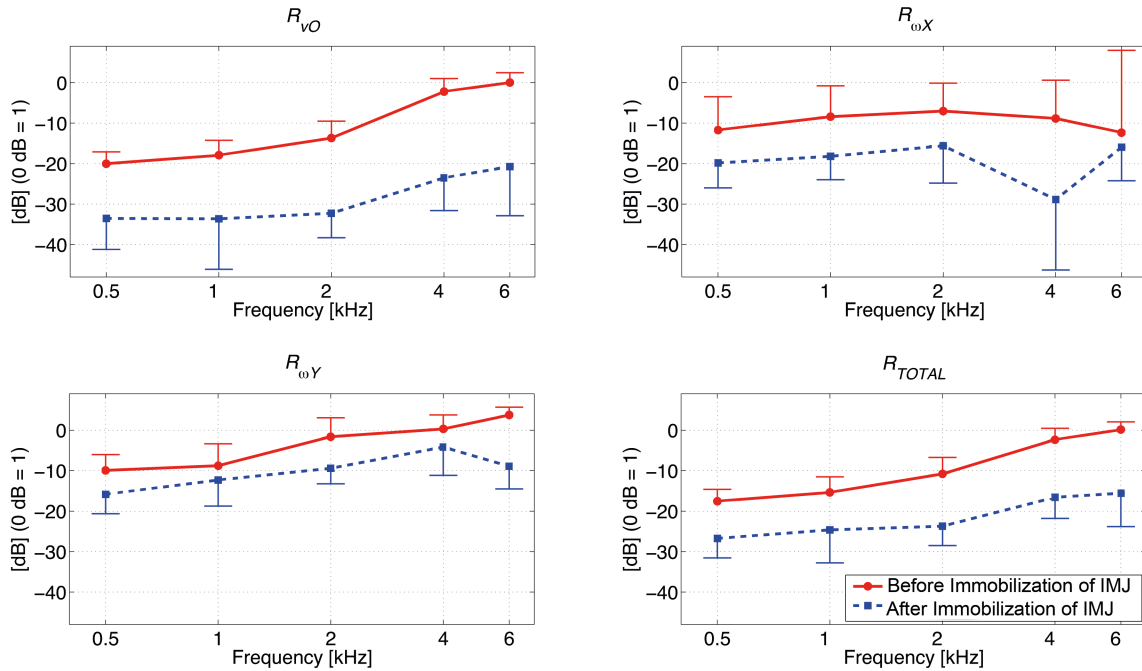 R_vO
[dB] (0 dB = 1)
0
−10
−20
−30
−40
0.5 1 2 4 6
Frequency [kHz]
R_ωX
[dB] (0 dB = 1)
0
−10
−20
−30
−40
0.5 1 2 4 6
Frequency [kHz]
R_ωY
[dB] (0 dB = 1)
0
−10
−20
−30
−40
0.5 1 2 4 6
Frequency [kHz]
R_TOTAL
[dB] (0 dB = 1)
0
−10
−20
−30
−40
Before Immobilization of IMJ
After Immobilization of IMJ
0.5 1 2 4 6
Frequency [kHz]